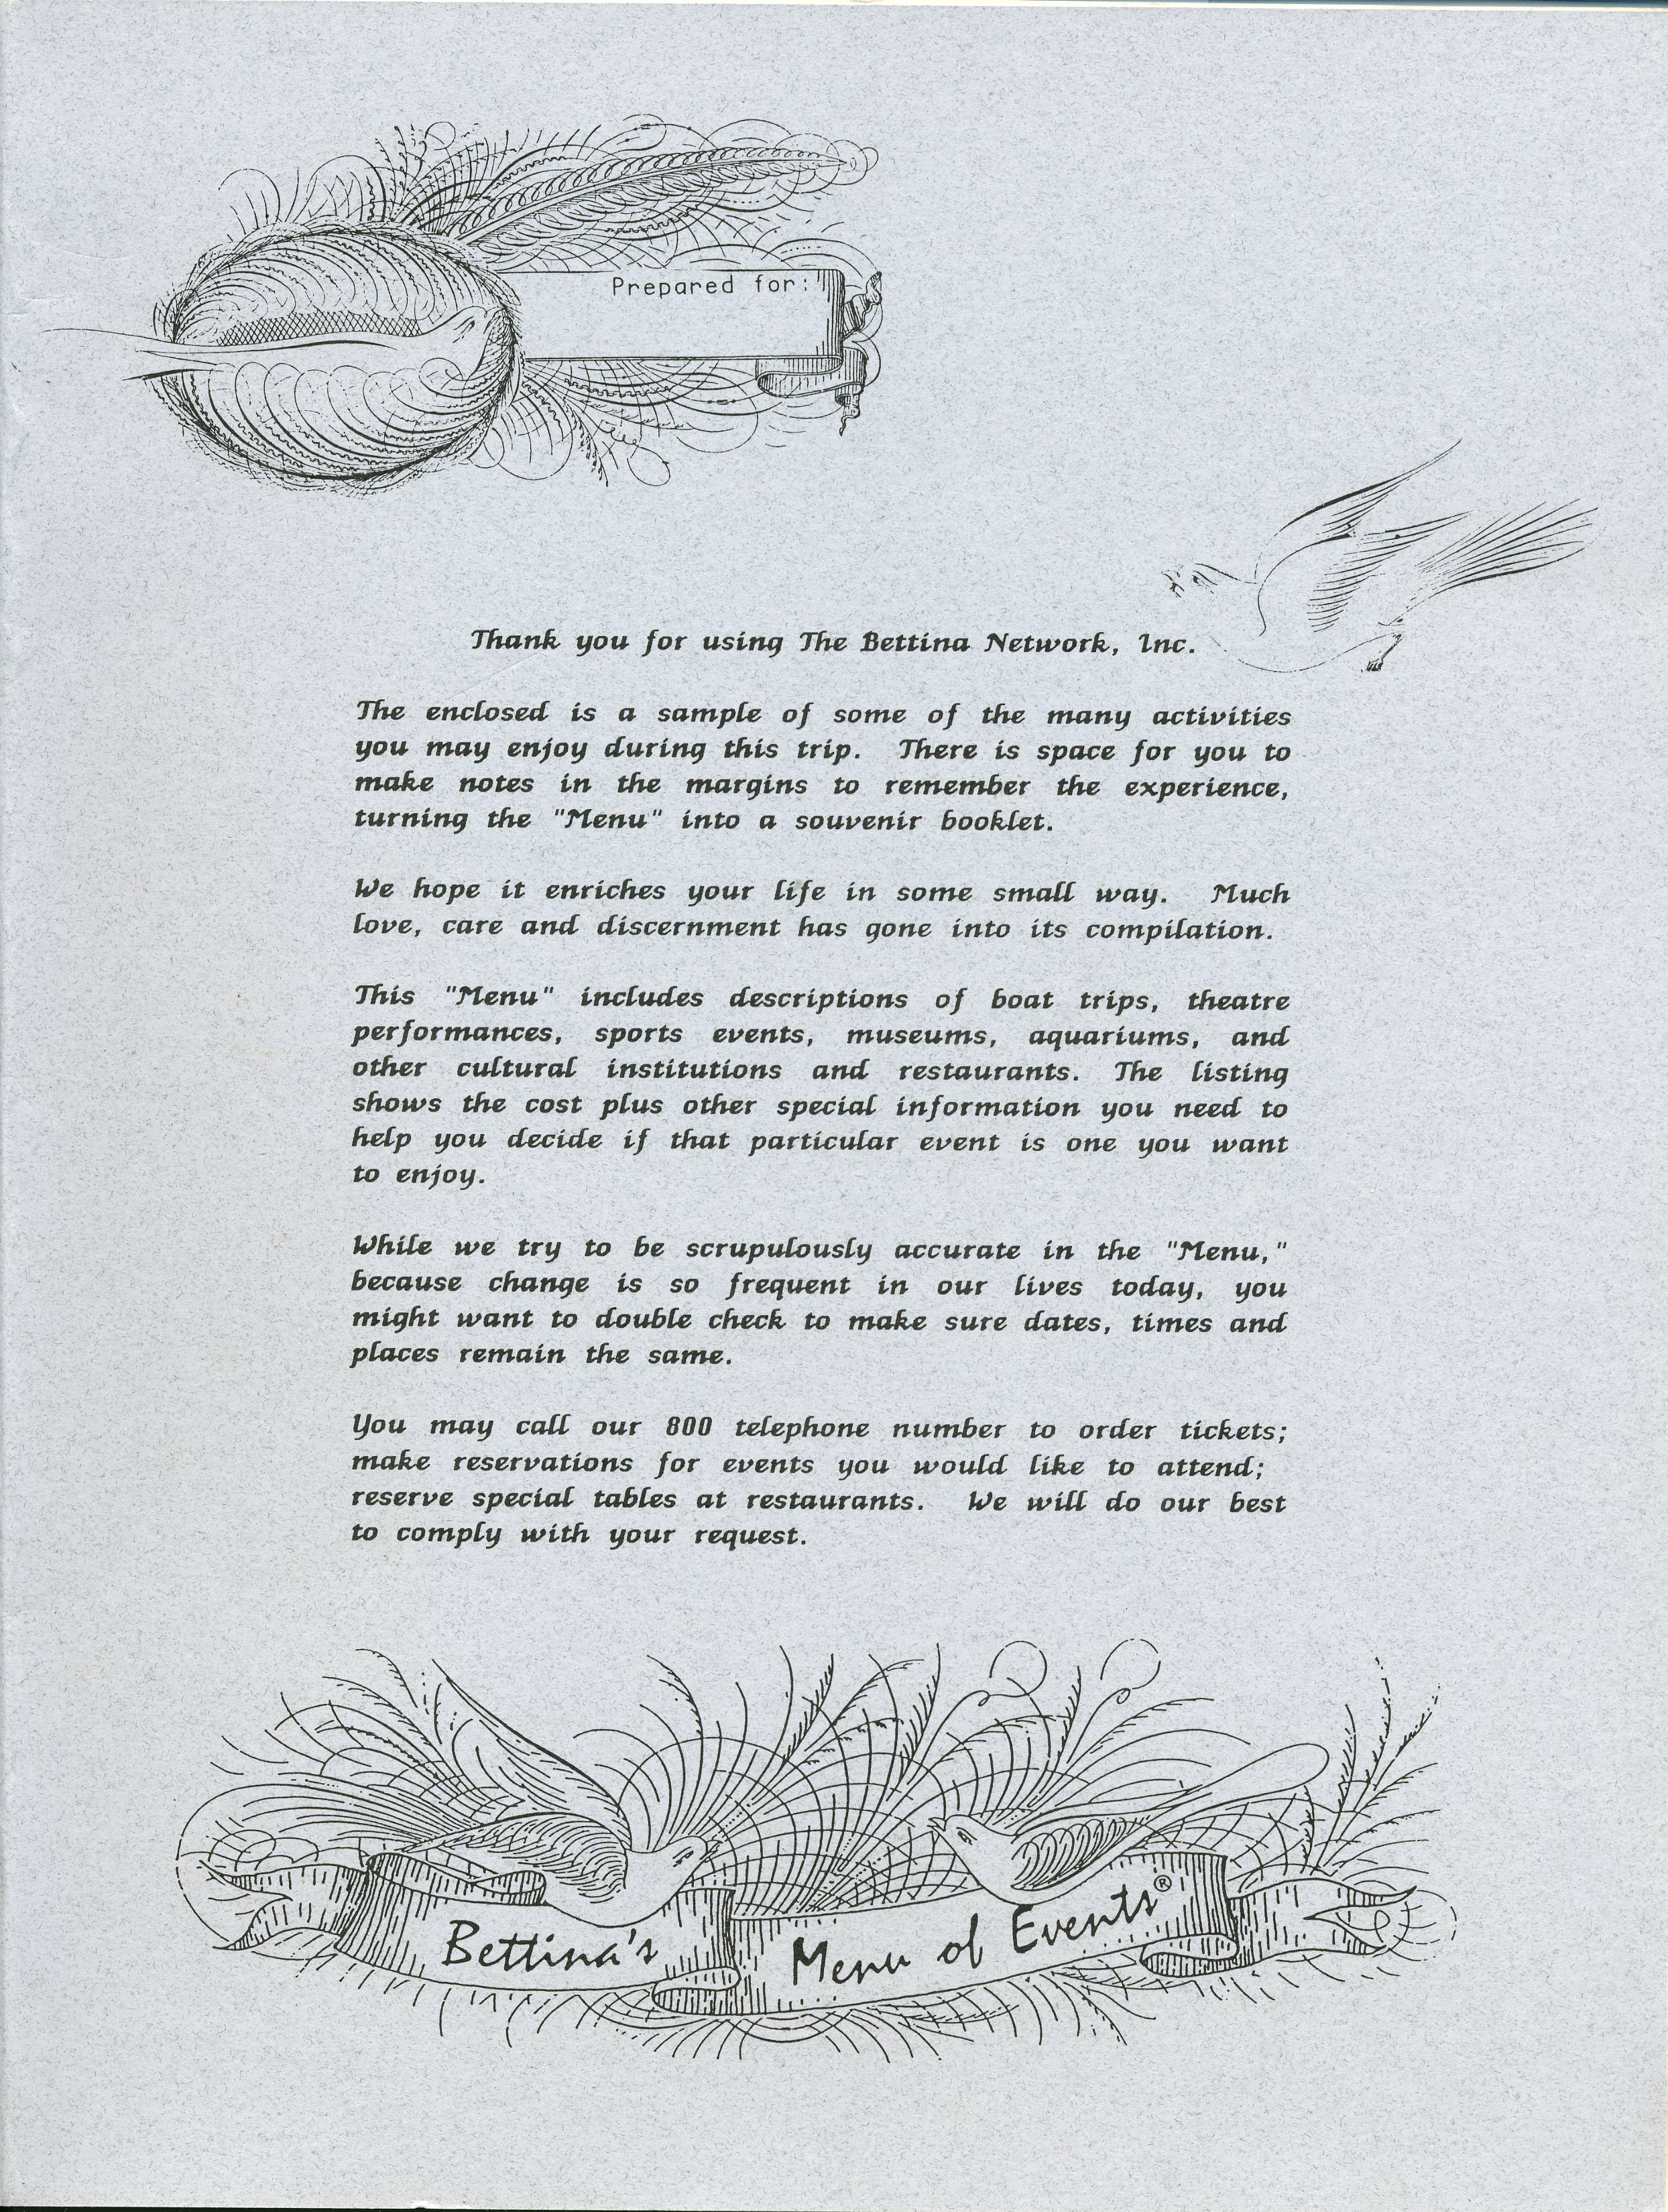 Prepared for:
Thank you for using The Bettina Network, Inc.
The enclosed is a sample of some of the many activities
you may enjoy during this trip. There is space for you to
make notes in the margins to remember the experience,
turning the "Menu" into a souvenir booklet.
We hope it enriches your life in some small way. Much
love, care and discernment has gone into its compilation.
This "Menu" includes descriptions of boat trips, theatre
performances, sports events, museums, aquariums, and
other cultural institutions and restaurants. The listing
shows the cost plus other special information you need to
help you decide if that particular event is one you want
to enjoy.
While we try to be scrupulously accurate in the "Menu,"
because change is so frequent in our lives today, you
might want to double check to make sure dates, times and
places remain the same.
You may call our 800 telephone number to order tickets;
make reservations for events you would like to attend;
reserve special tables at restaurants. We will do our best
to comply with your request.
Bettina's Menu of Events®